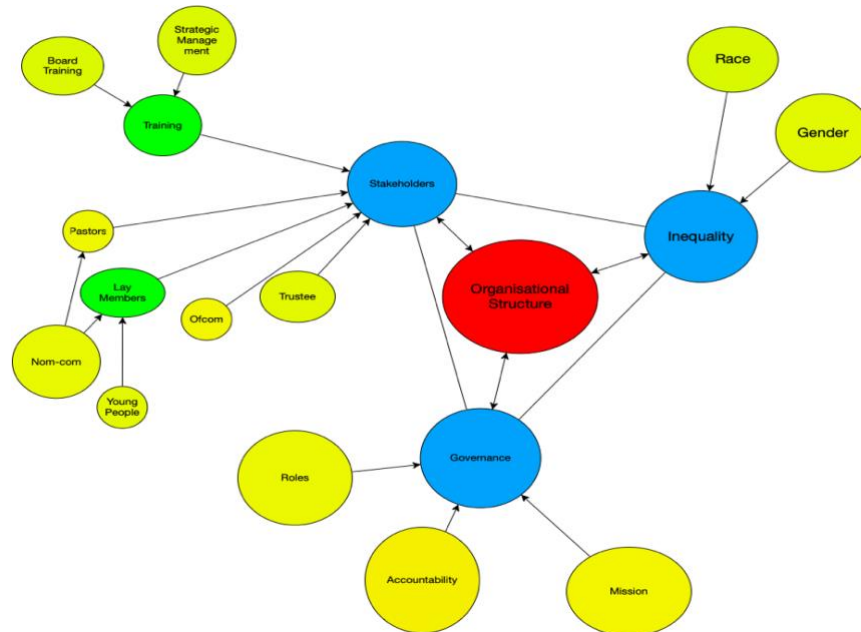 Strategic
Manage
ment
Board
Training
Race
Training
Gender
Stakeholders
Pastors
Inequality
Lay
Members
Organisational
Structure
Trustee
Ofcom
Nom-com
Young
People
Governance
Roles
Accountability
Mission